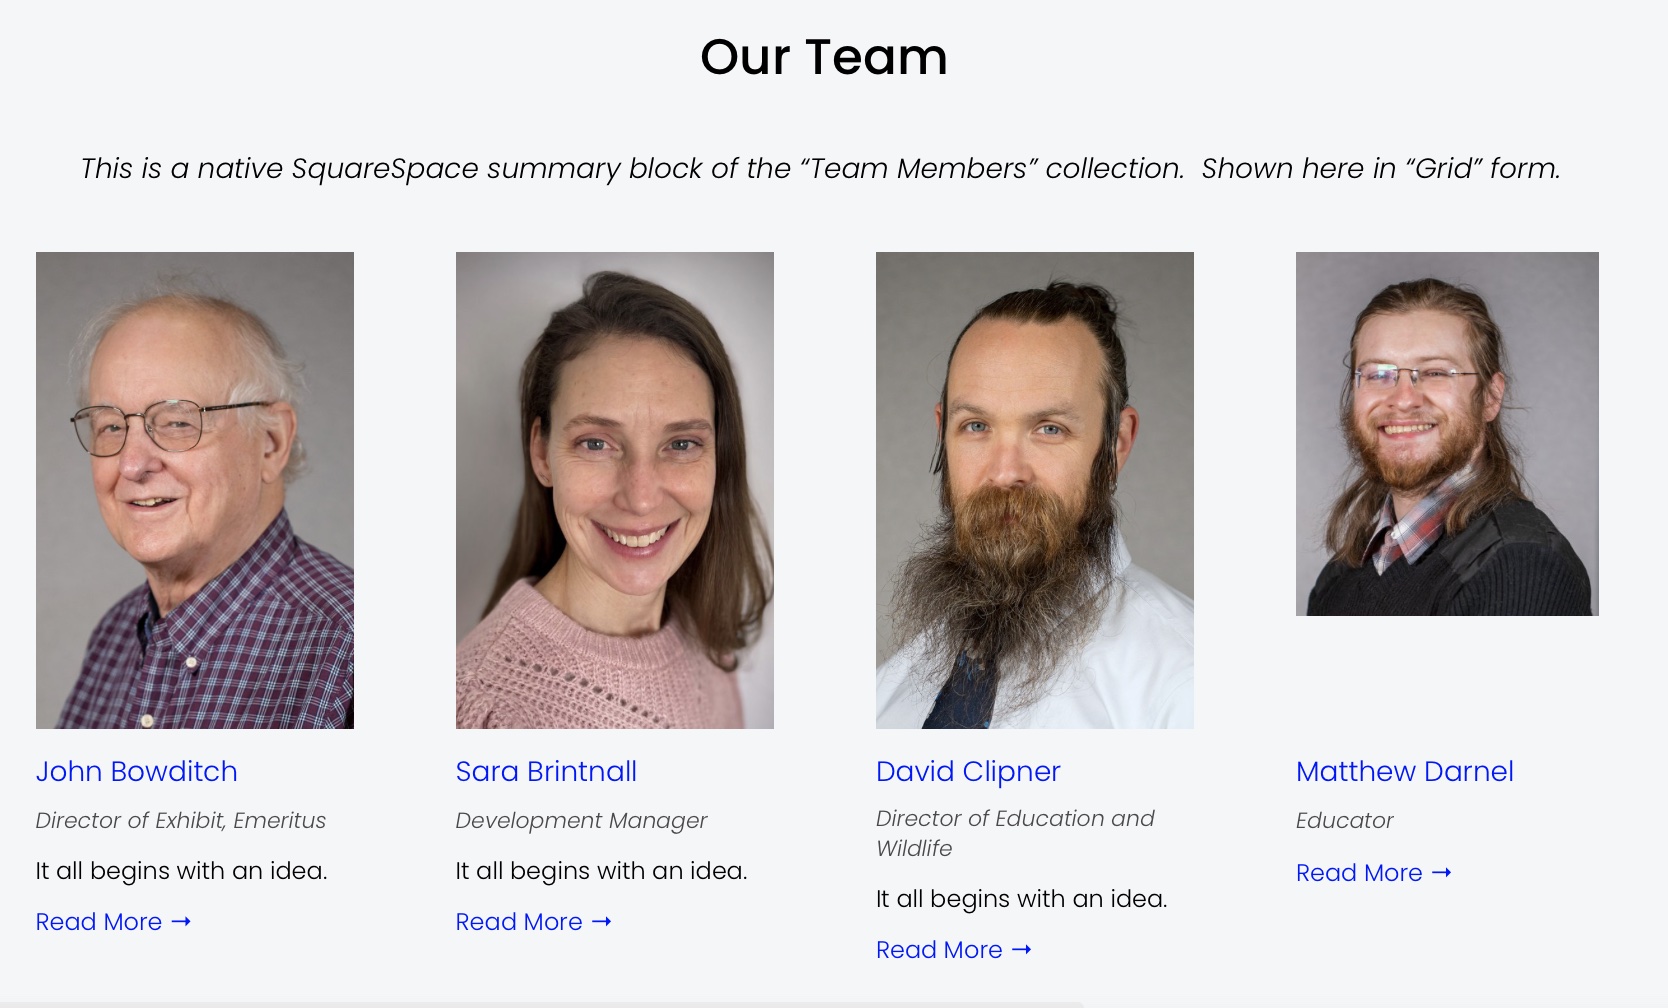 Our Team
This is a native SquareSpace summary block of the “Team Members” collection.  Shown here in “Grid” form.
John Bowditch
Director of Exhibit, Emeritus
It all begins with an idea.
Read More →
Sara Brintnall
Development Manager
It all begins with an idea.
Read More →
David Clipner
Director of Education and
Wildlife
It all begins with an idea.
Read More →
Matthew Darnel
Educator
Read More →